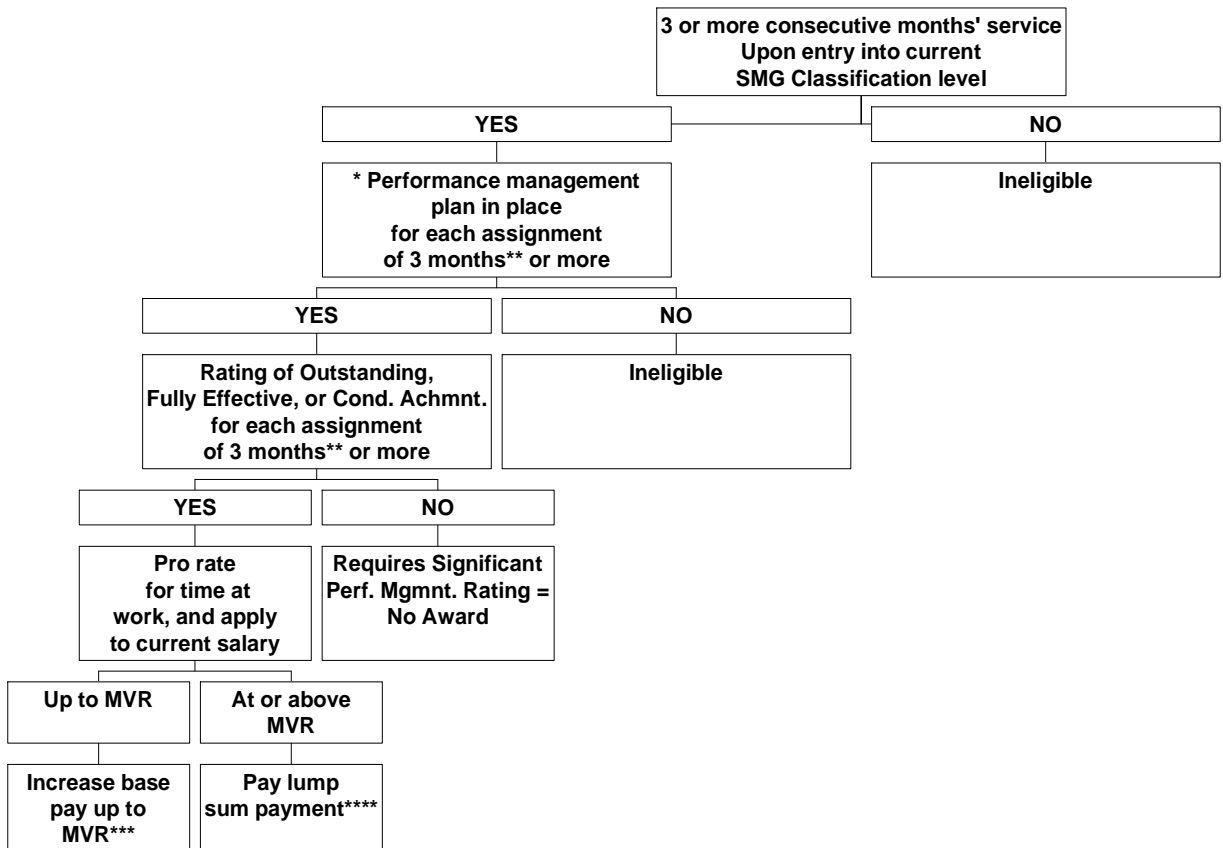 3 or more consecutive months' service
Upon entry into current
SMG Classification level
YES
NO
* Performance management
plan in place
for each assignment
of 3 months** or more
Ineligible
YES
NO
Rating of Outstanding,
Fully Effective, or Cond. Achmnt.
for each assignment
of 3 months** or more
Ineligible
YES
NO
Pro rate
for time at
work, and apply
to current salary
Requires Significant
Perf. Mgmnt. Rating =
No Award
Up to MVR
At or above
MVR
Increase base
pay up to
MVR***
Pay lump
sum payment****